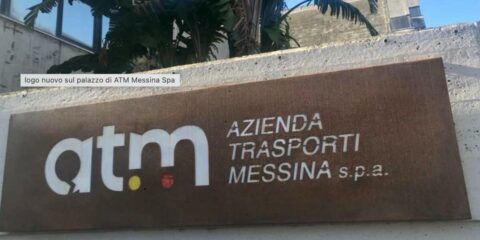 logo nuovo sul palazzo di ATM Messina Spa
atm
AZIENDA
TRASPORTI
MESSINA s.p.a.